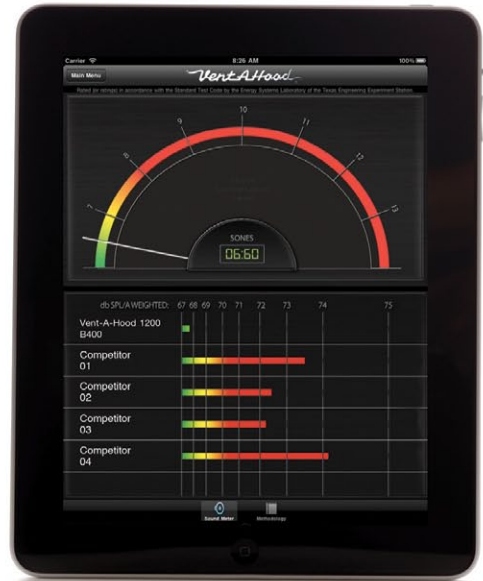 Carrier 8:26 AM 100%
Main Menu VentAHood
Rated (or ratings) in accordance with the Standard Test Code by the Energy Systems Laboratory of the Texas Engineering Experiment Station.
7 8 9 10 11 12 13
SONES
06:60
db SPL/A WEIGHTED: 67 68 69 70 71 72 73 74 75
Vent-A-Hood 1200
B400
Competitor
01
Competitor
02
Competitor
03
Competitor
04
Sound Meter Methodology